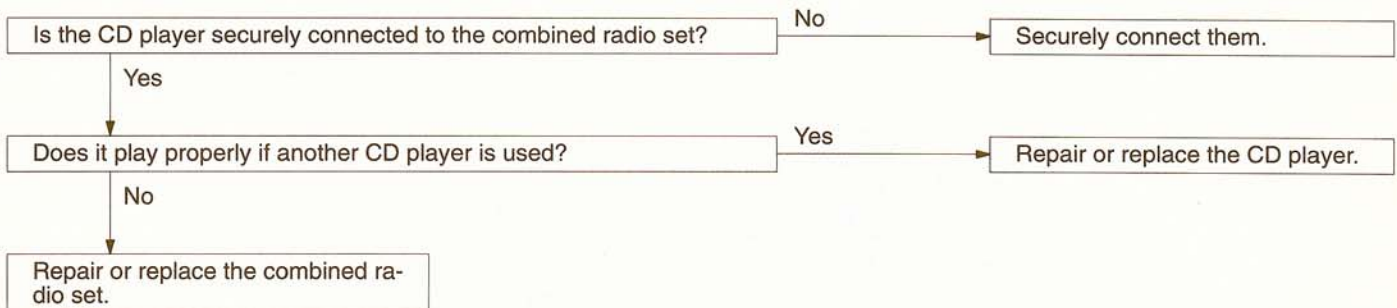 Is the CD player securely connected to the combined radio set?
No
Securely connect them.
Yes
Does it play properly if another CD player is used?
Yes
Repair or replace the CD player.
No
Repair or replace the combined ra-
dio set.